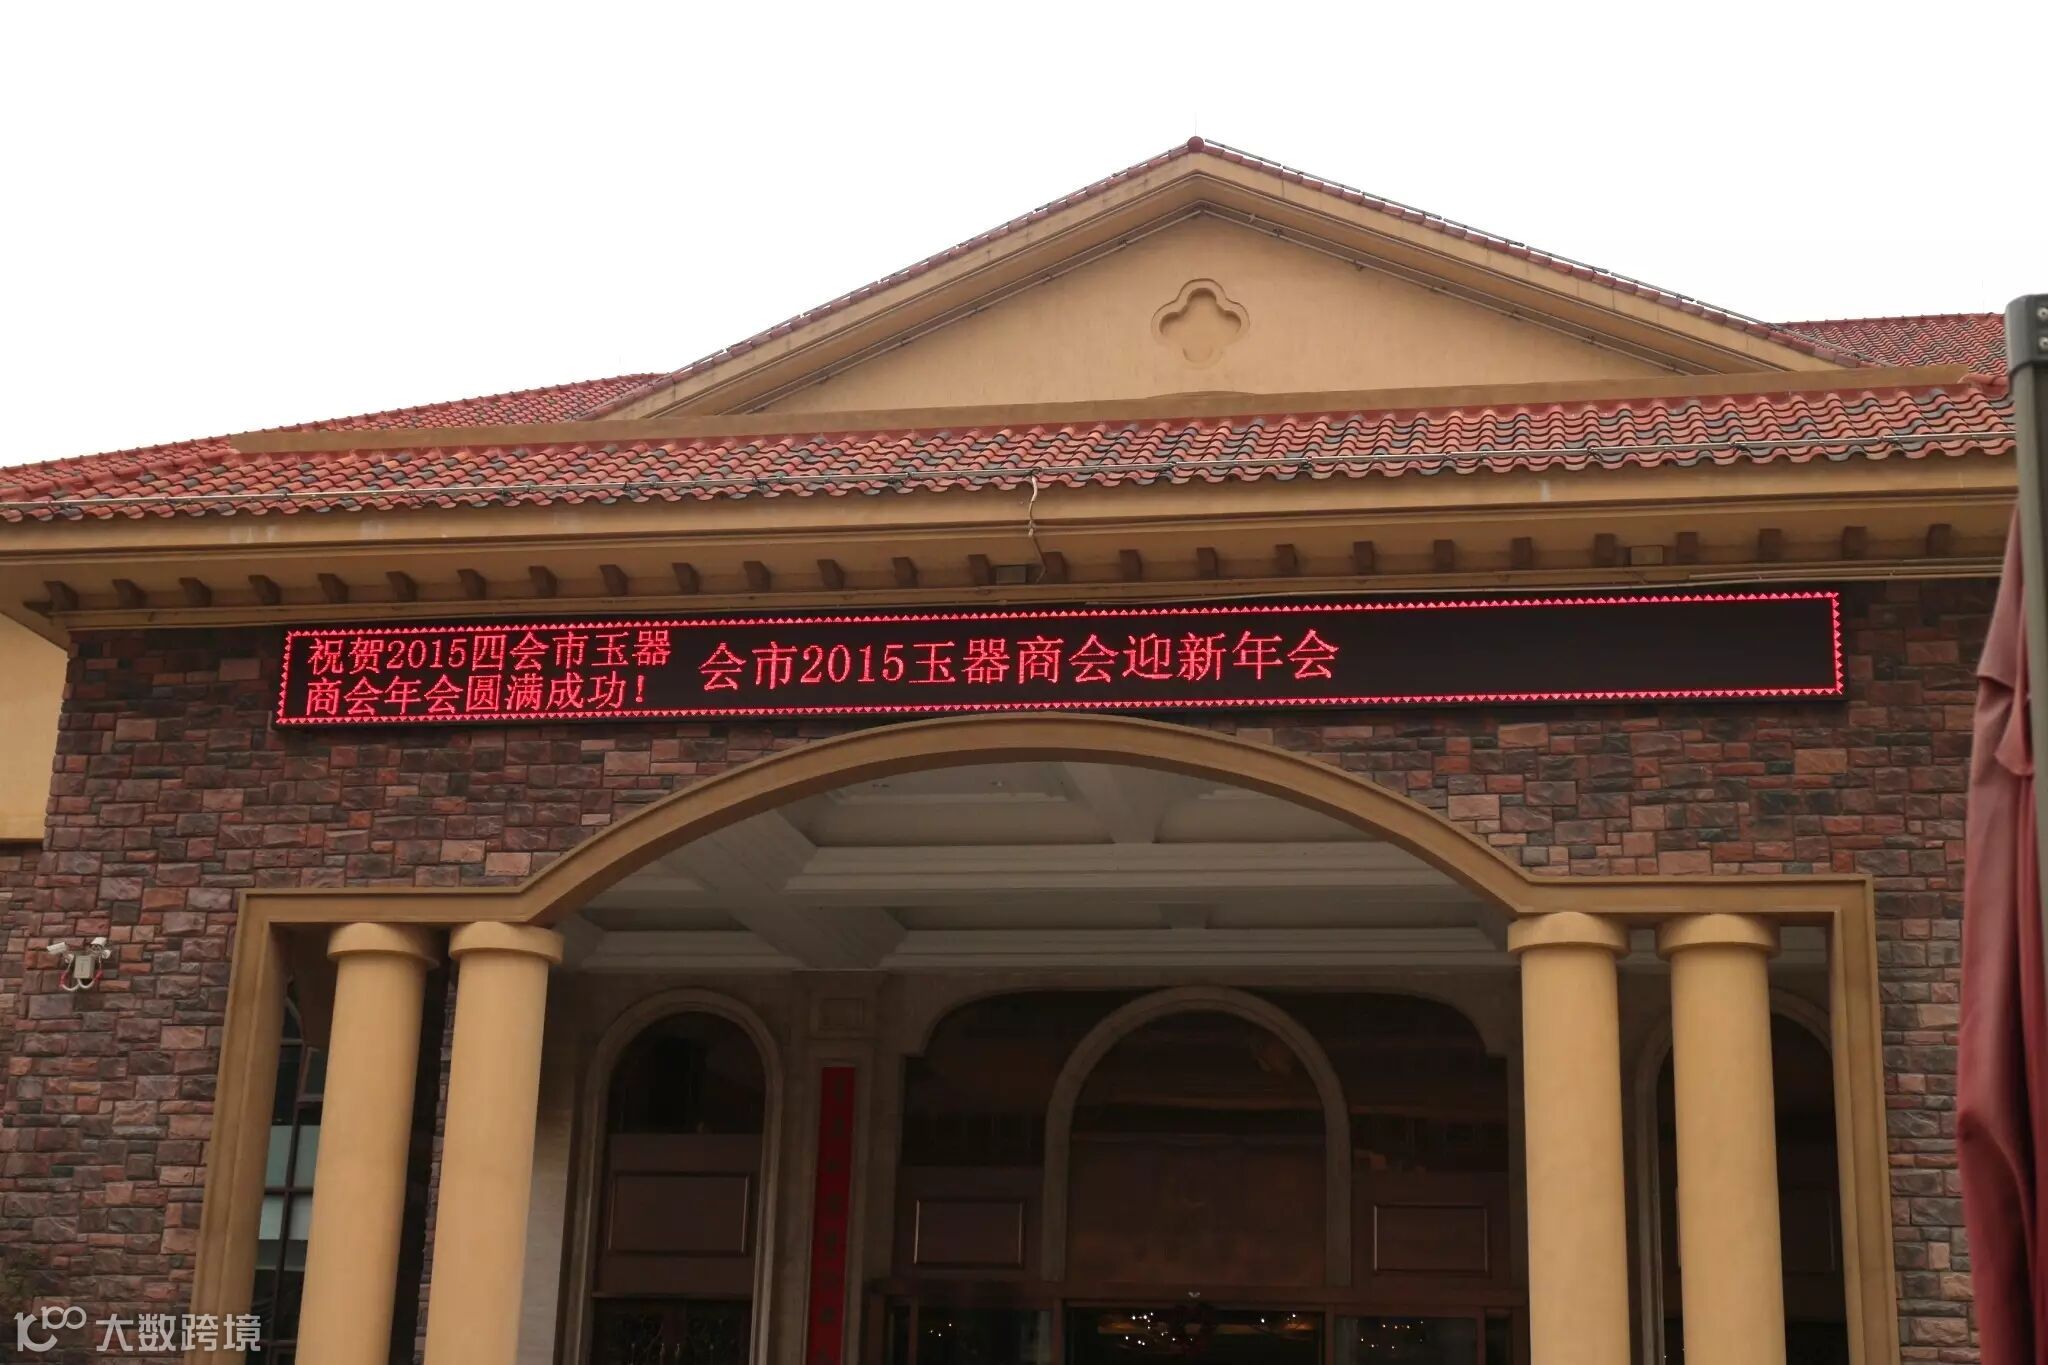 祝贺2015四会市玉器
商会年会圆满成功！
会市2015玉器商会迎新年会
大数跨境